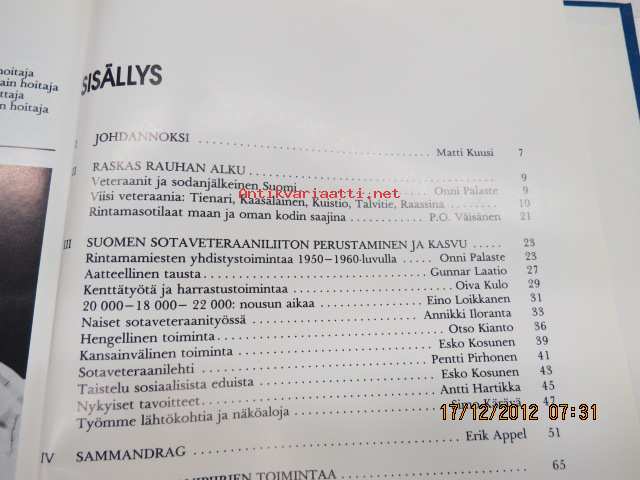 hoitaja
ain hoitaja
ttaja
n hoitaja
SISÄLLYS
I JOHDANNOKSI Matti Kuusi 7
II RASKAS RAUHAN ALKU 9
Veteraanit ja sodanjälkeinen Suomi Onni Palaste 9
Antikvariaatti.net
Viisi veteraania: Tienari, Kaasalainen, Kuistio, Talvitie, Raassina 10
Rintamasotilaat maan ja oman kodin saajina P.O. Väisänen 21
III SUOMEN SOTAVETERAANILIITON PERUSTAMINEN JA KASVU 23
Rintamamiesten yhdistystoimintaa 1950–1960-luvulla Onni Palaste 23
Aatteellinen tausta Gunnar Laatio 27
Kenttätyötä ja harrastustoimintaa Oiva Kulo 29
20 000–18 000–22 000: nousun aikaa Eino Loikkanen 31
Naiset sotaveteraanityössä Annikki Iloranta 33
Hengellinen toiminta Otso Kianto 36
Kansainvälinen toiminta Esko Kosunen 39
Sotaveteraanilehti Pentti Pirhonen 41
Taistelu sosiaalisista eduista Esko Kosunen 43
Nykyiset tavoitteet Antti Hartikka 45
Työmme lähtökohtia ja näköaloja Simo Kärävä 47
17/12/2012 07:31
IV SAMMANDRAG Erik Appel 51
TOIMINTAA 65